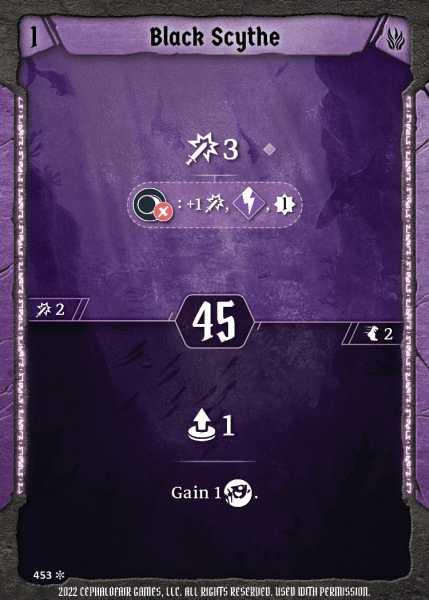 1
Black Scythe
3
: +1 , , 1
2
45
2
1
Gain 1 .
453
2022 CEPHALOFAIR GAMES, LLC. ALL RIGHTS RESERVED. USED WITH PERMISSION.